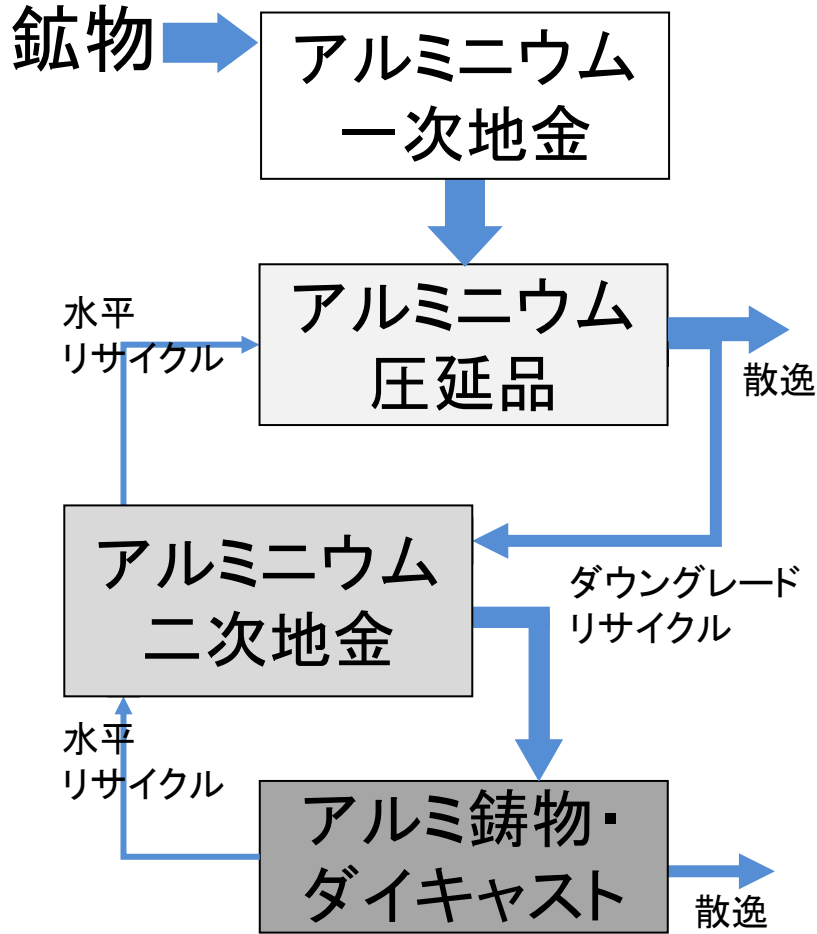 鉱物
アルミニウム
一次地金
アルミニウム
圧延品
水平
リサイクル
散逸
アルミニウム
二次地金
ダウングレード
リサイクル
水平
リサイクル
アルミ鋳物・
ダイキャスト
散逸